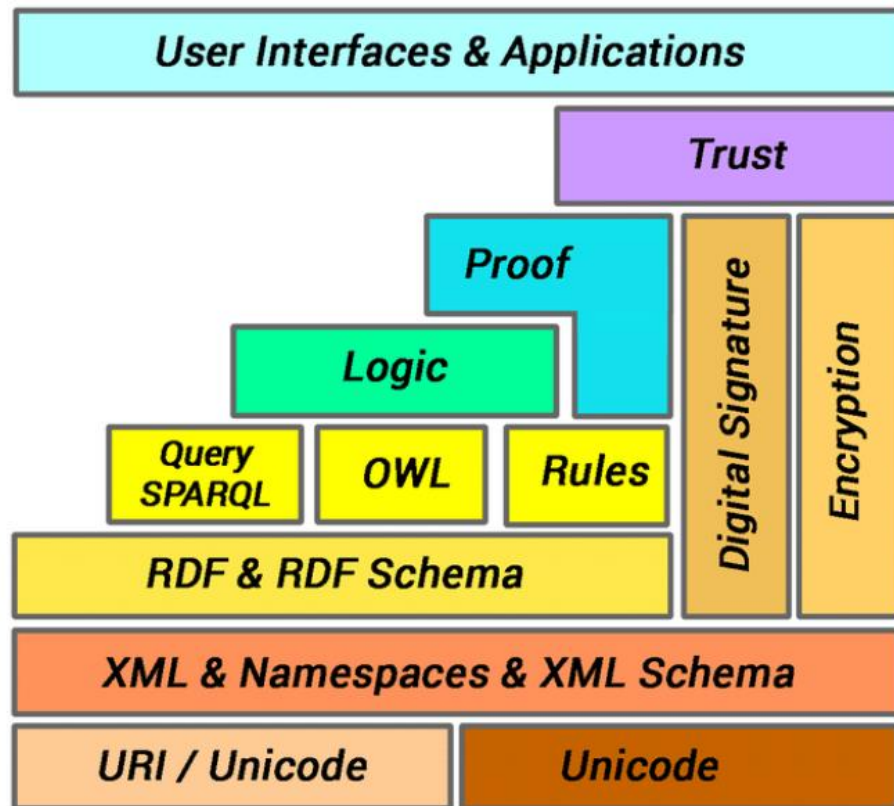 User Interfaces & Applications
Trust
Proof
Logic
Query
SPARQL
OWL
Rules
Digital Signature
Encryption
RDF & RDF Schema
XML & Namespaces & XML Schema
URI / Unicode
Unicode